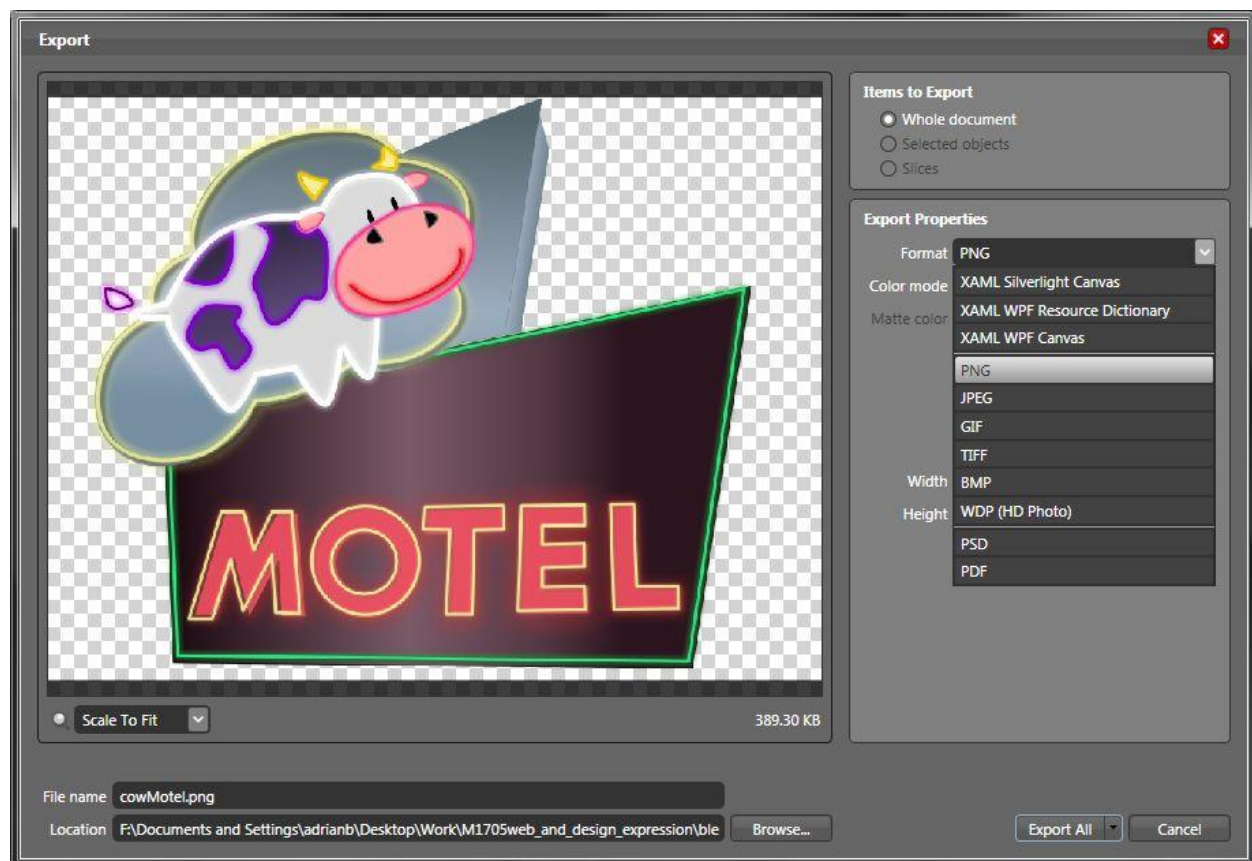 Export
MOTEL
Scale To Fit
389.30 KB
Items to Export
Whole document
Selected objects
Slices
Export Properties
Format PNG
Color mode
Matte color
XAML Silverlight Canvas
XAML WPF Resource Dictionary
XAML WPF Canvas
PNG
JPEG
GIF
TIFF
BMP
WDP (HD Photo)
PSD
PDF
Width
Height
File name cowMotel.png
Location F:\Documents and Settings\adrianb\Desktop\Work\M1705web_and_design_expression\ble Browse...
Export All Cancel